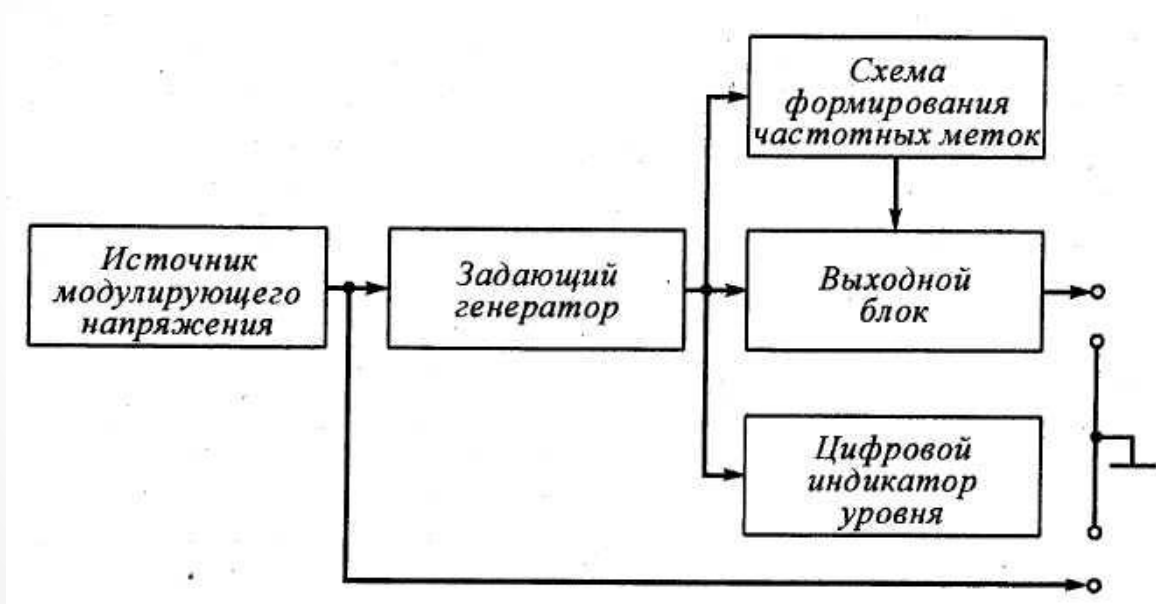 Схема
формирования
частотных меток
Источник
модулирующего
напряжения
Задающий
генератор
Выходной
блок
Цифровой
индикатор
уровня